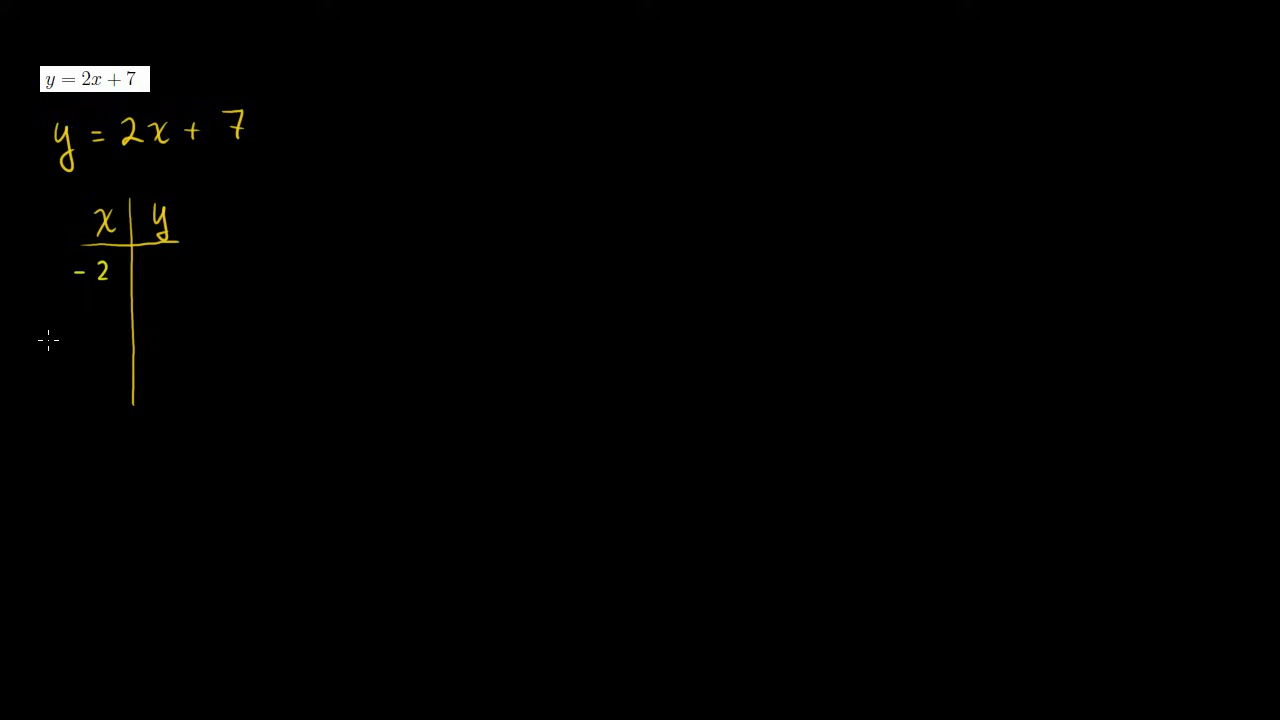 y = 2x + 7
y = 2x + 7
x y
- 2